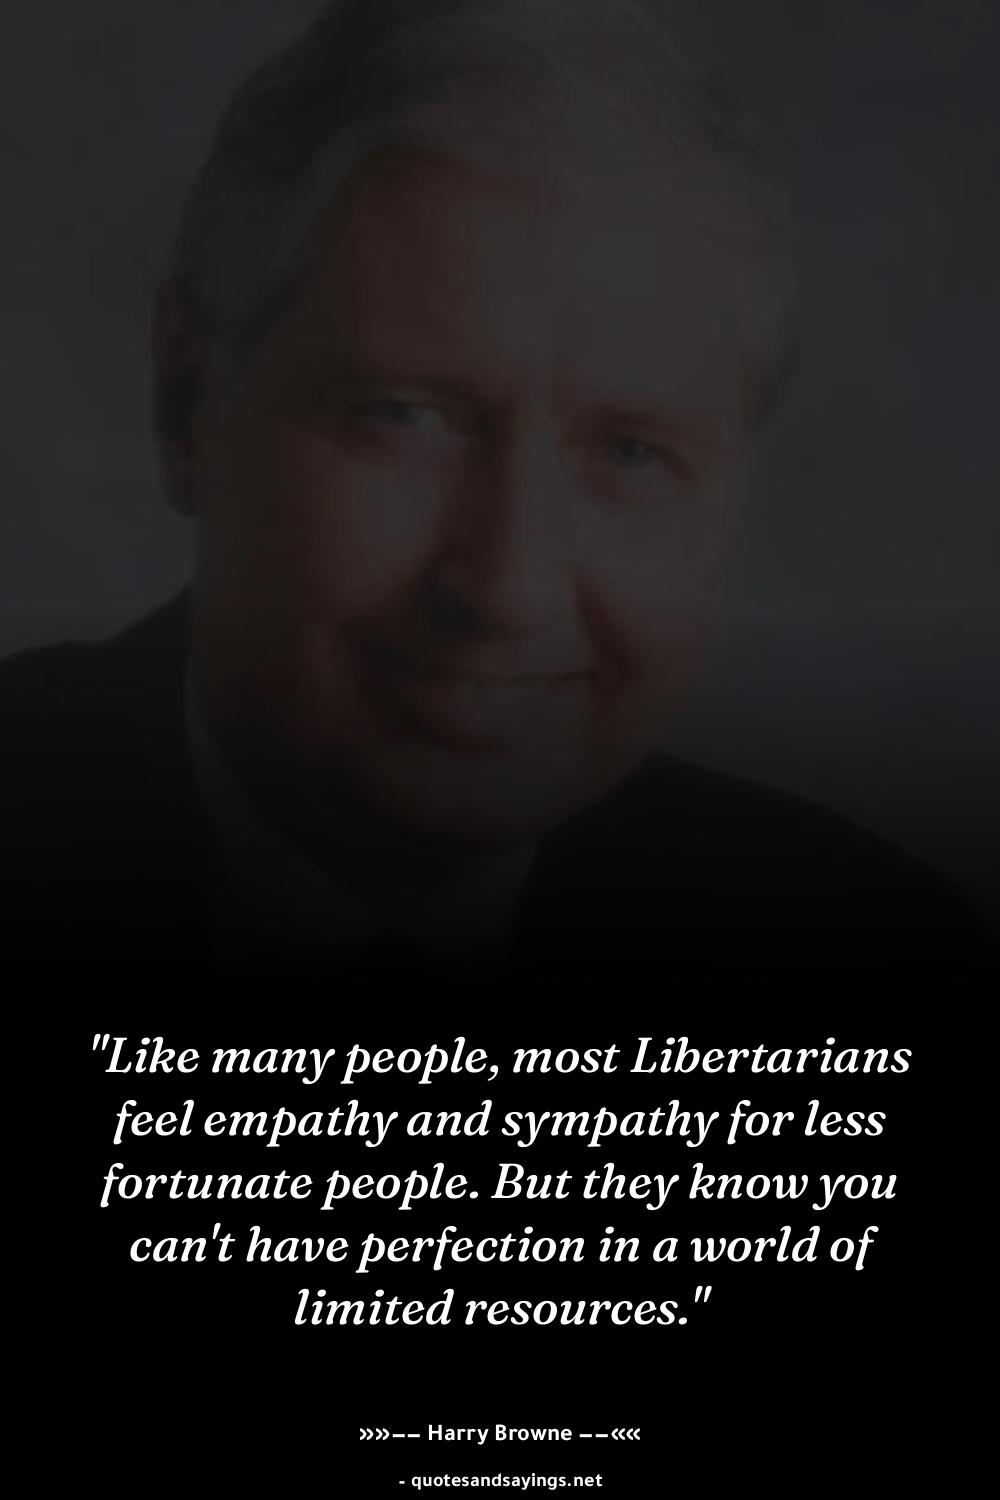 "Like many people, most Libertarians
feel empathy and sympathy for less
fortunate people. But they know you
can't have perfection in a world of
limited resources."
»»–– Harry Browne ––««
- quotesandsayings.net